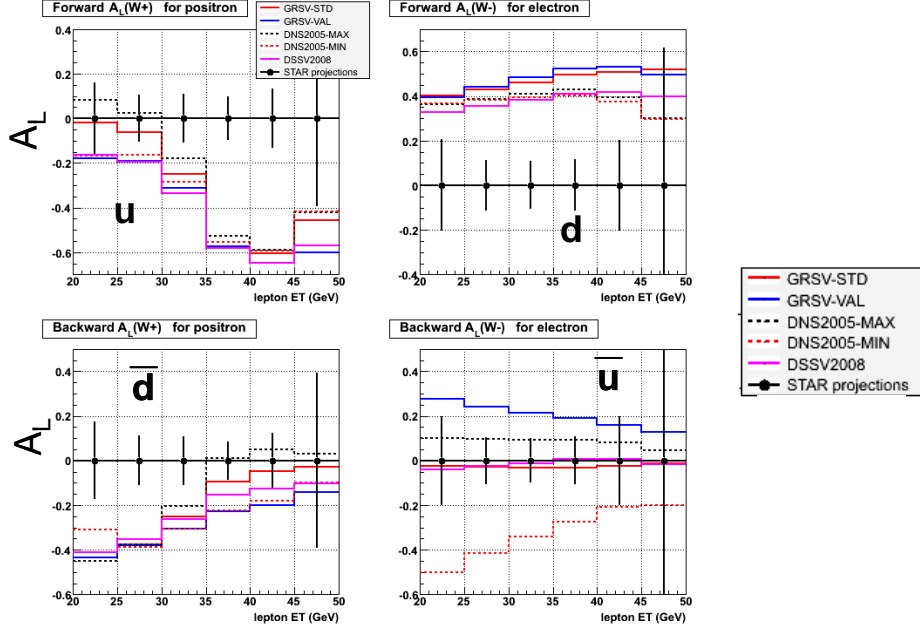 Forward A_L(W+) for positron
GRSV-STD
GRSV-VAL
DNS2005-MAX
DNS2005-MIN
DSSV2008
STAR projections
0.4
0.2
0
-0.2
-0.4
-0.6
A_L
u
20 25 30 35 40 45 50
lepton ET (GeV)
Forward A_L(W-) for electron
0.6
0.4
0.2
0
-0.2
-0.4
d
20 25 30 35 40 45 50
lepton ET (GeV)
GRSV-STD
GRSV-VAL
DNS2005-MAX
DNS2005-MIN
DSSV2008
STAR projections
Backward A_L(W+) for positron
0.4
0.2
0
-0.2
-0.4
-0.6
A_L
d̅
20 25 30 35 40 45 50
lepton ET (GeV)
Backward A_L(W-) for electron
0.4
0.2
0
-0.2
-0.4
-0.6
u̅
20 25 30 35 40 45 50
lepton ET (GeV)